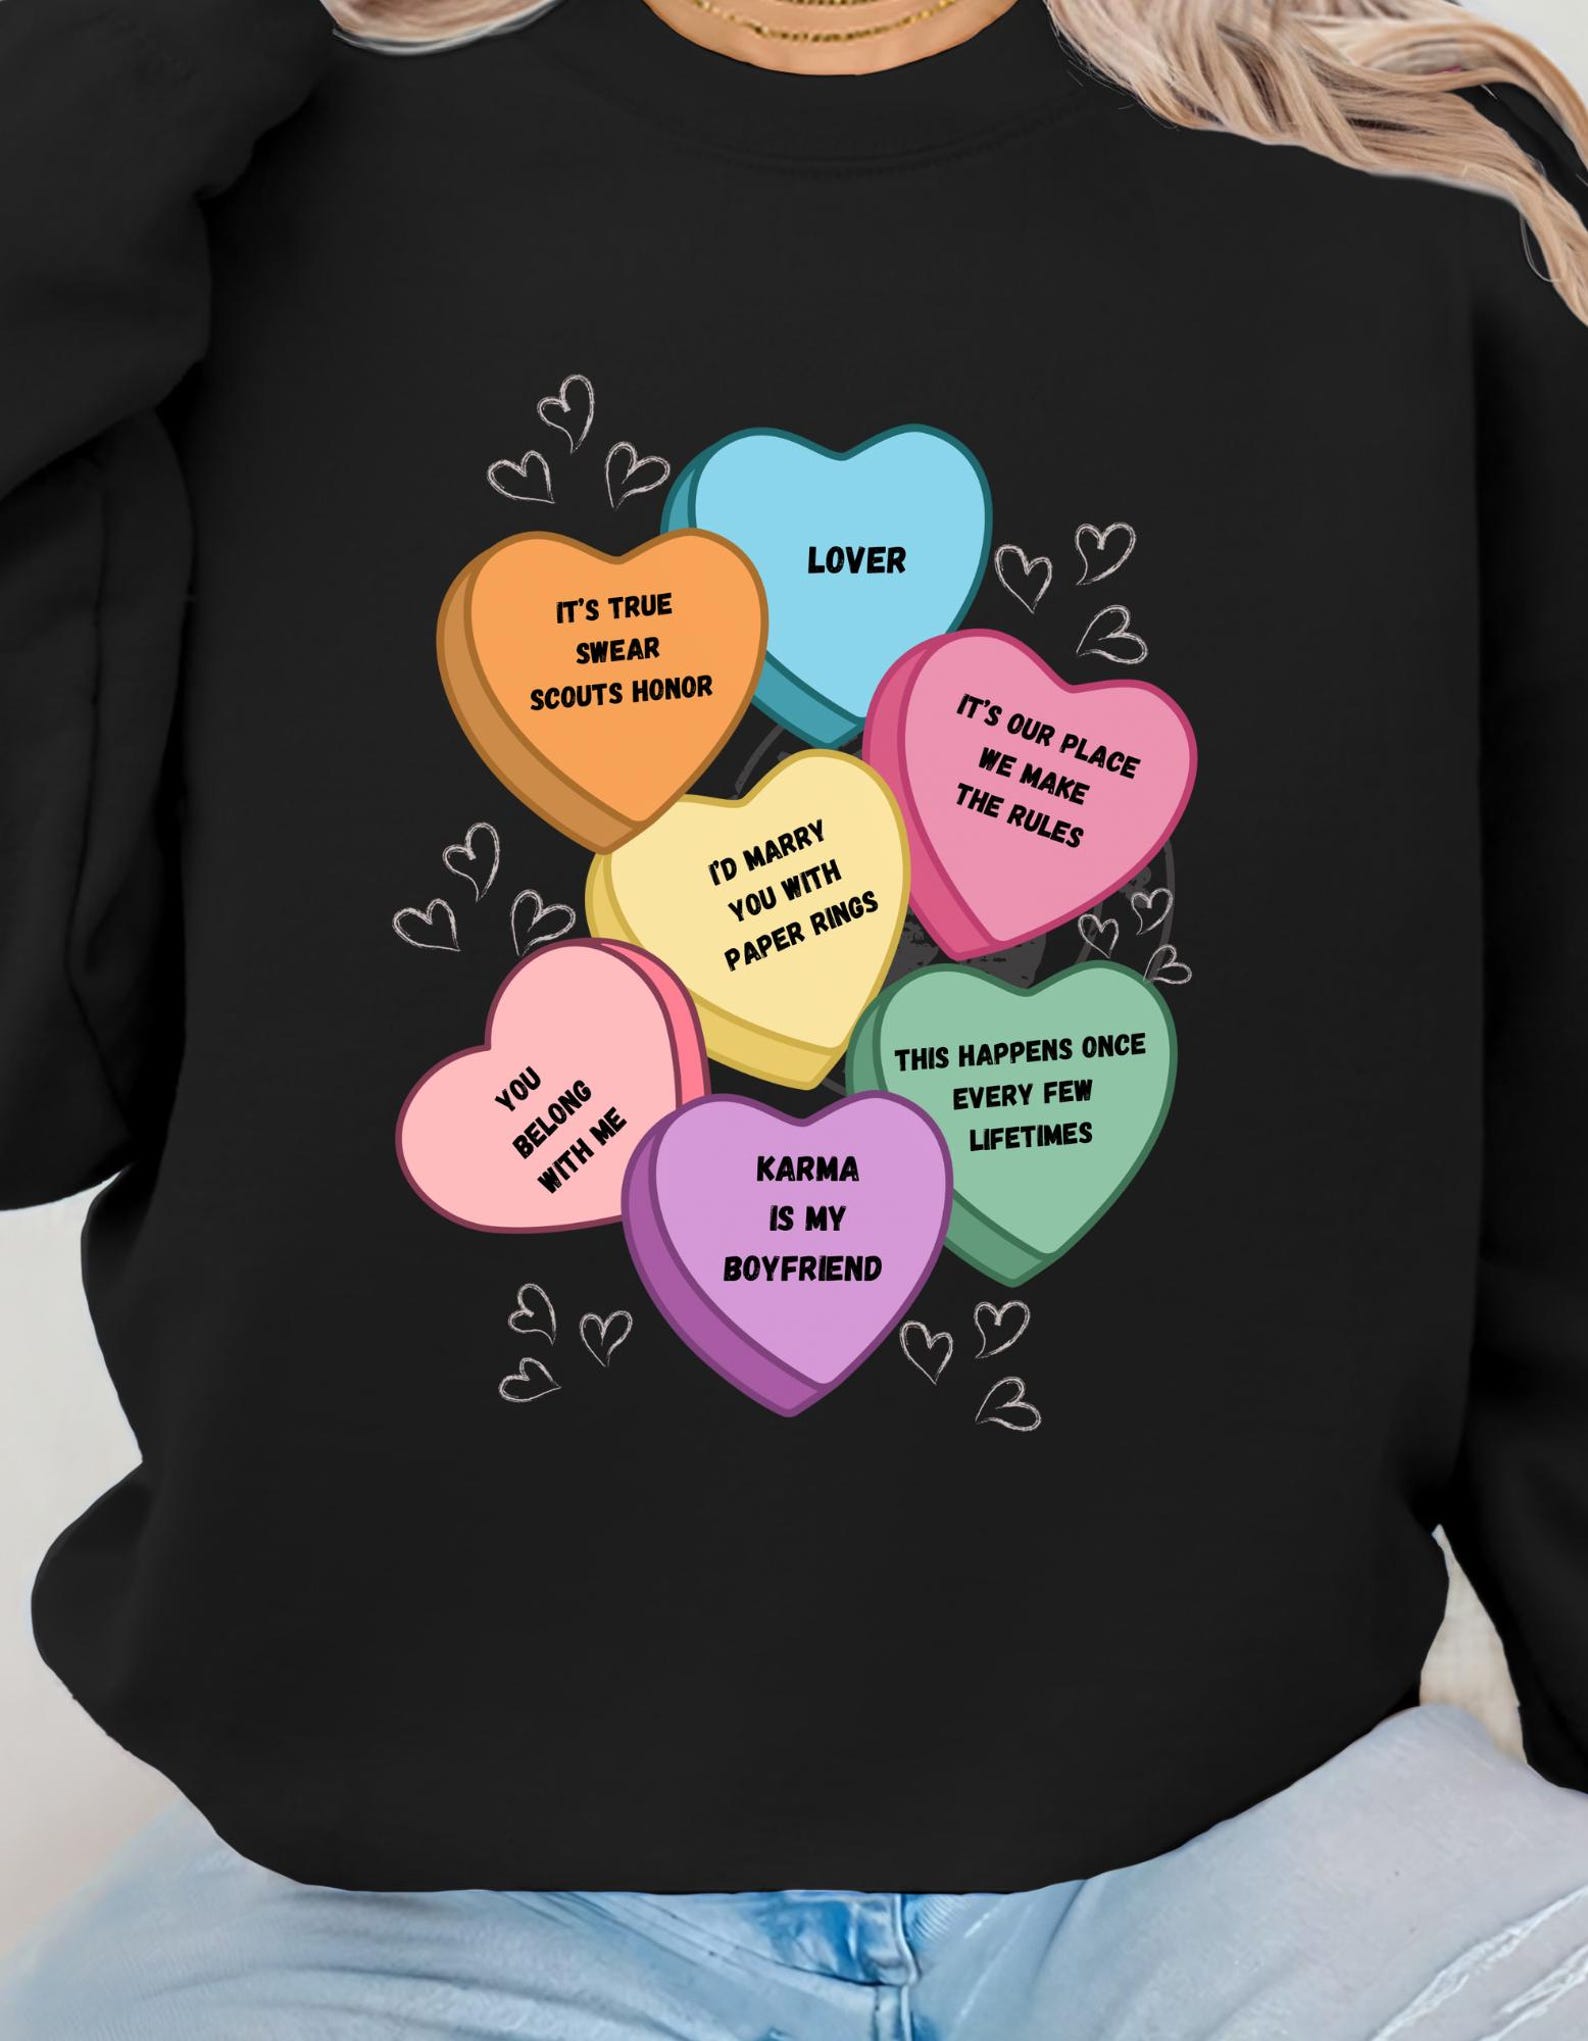 LOVER
IT'S TRUE
SWEAR
SCOUTS HONOR
IT'S OUR PLACE
WE MAKE
THE RULES
I'D MARRY
YOU WITH
PAPER RINGS
YOU
BELONG
WITH ME
THIS HAPPENS ONCE
EVERY FEW
LIFETIMES
KARMA
IS MY
BOYFRIEND